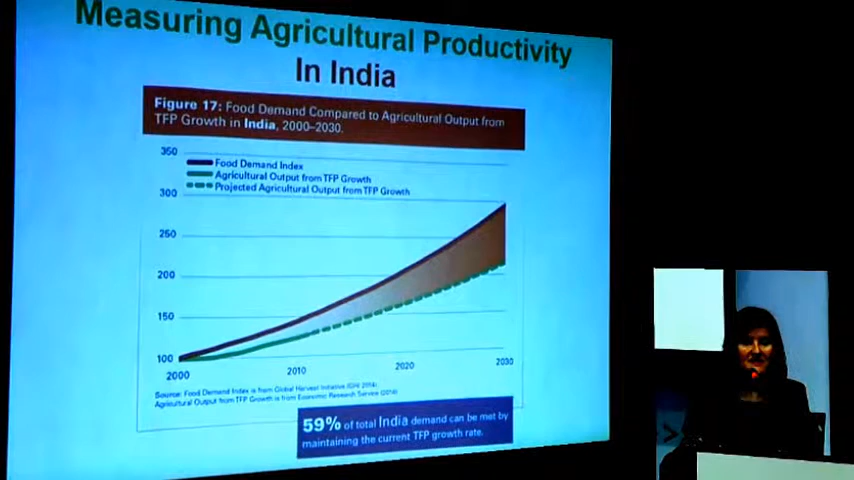 Measuring Agricultural Productivity
In India
Figure 17: Food Demand Compared to Agricultural Output from
TFP Growth in India, 2000–2030.
350
Food Demand Index
Agricultural Output from TFP Growth
Projected Agricultural Output from TFP Growth
300
250
200
150
100
2000
2010
2020
2030
Source: Food Demand Index is from Global Harvest Initiative (GHI 2014)
Agricultural Output from TFP Growth is from Economic Research Service (2014)
59% of total India demand can be met by
maintaining the current TFP growth rate.